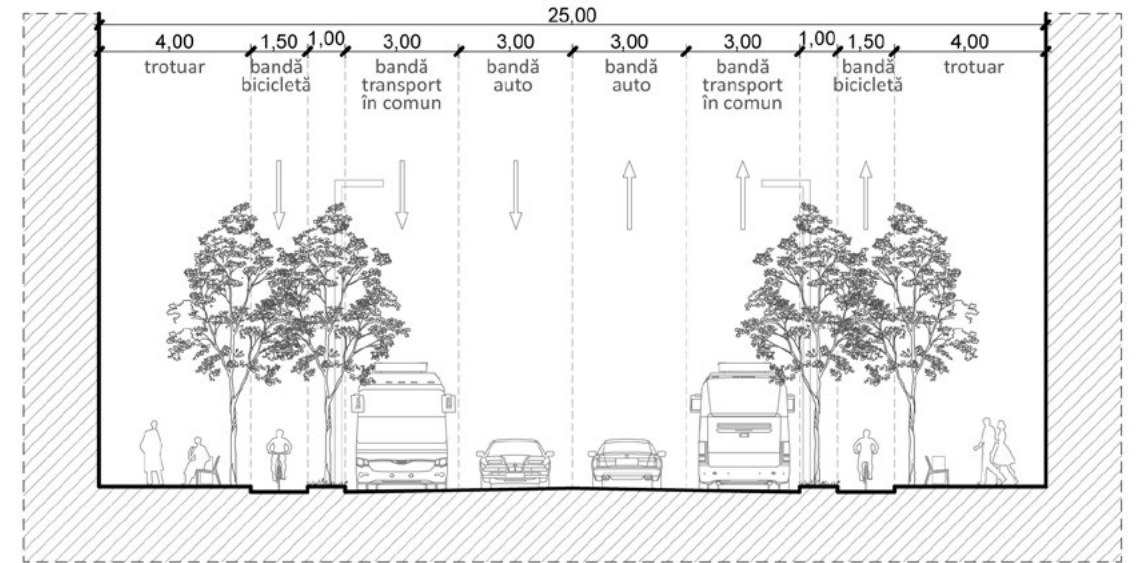 25,00
4,00 1,50 1,00 3,00 3,00 3,00 3,00 1,00 1,50 4,00
trotuar bandă bandă bandă bandă bandă bandă trotuar
bicicletă transport auto auto transport bicicletă
în comun în comun